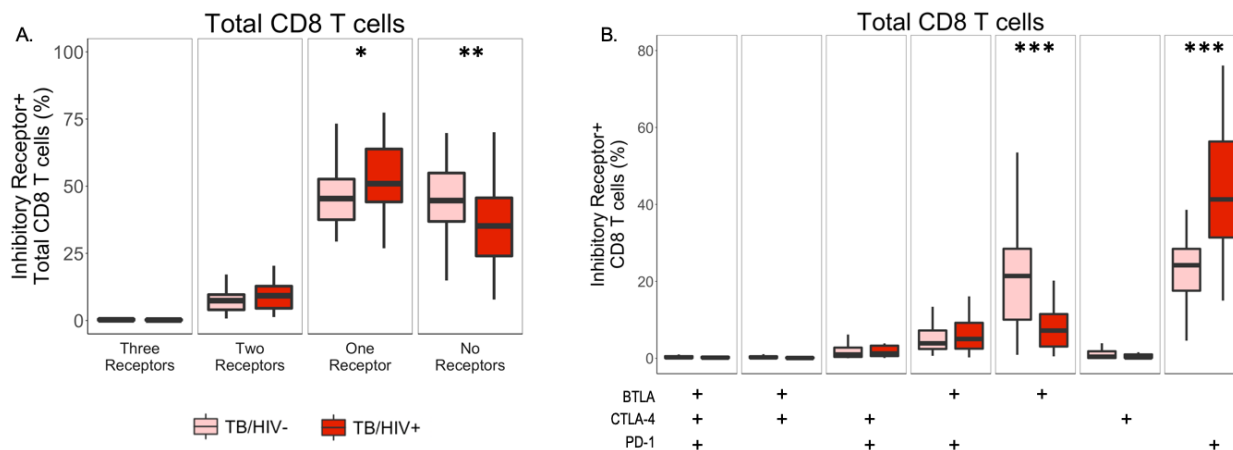 A.
Total CD8 T cells
Inhibitory Receptor+
Total CD8 T cells (%)
100
75
50
25
0
*
**
Three
Receptors
Two
Receptors
One
Receptor
No
Receptors
TB/HIV-
TB/HIV+
B.
Total CD8 T cells
Inhibitory Receptor+
CD8 T cells (%)
80
60
40
20
0
***
***
BTLA + + + +
CTLA-4 + + + +
PD-1 + + + +